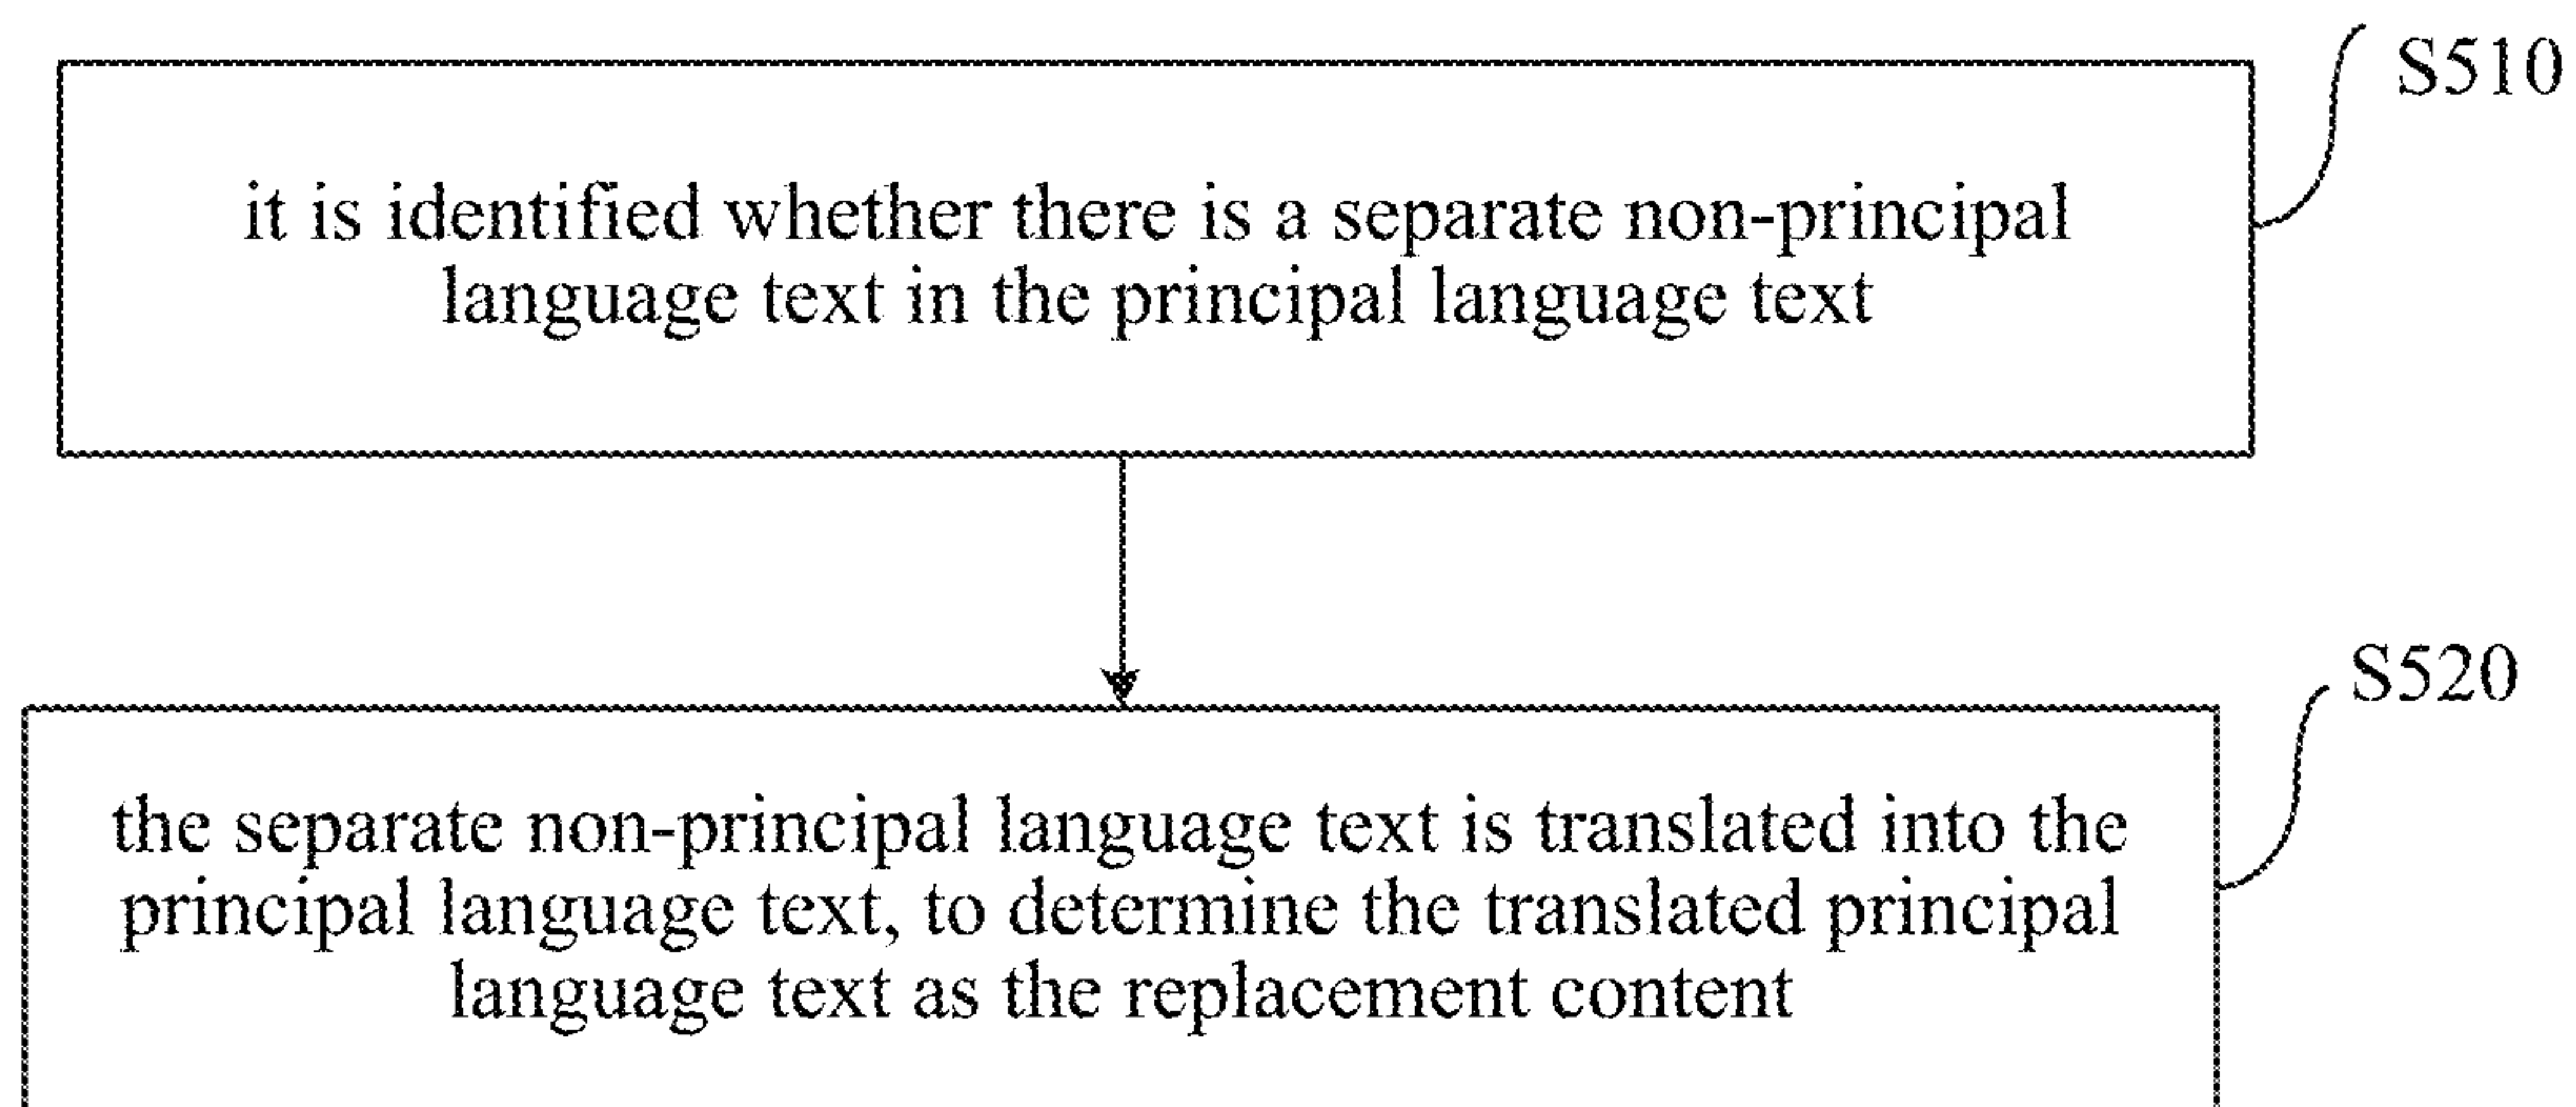 S510
it is identified whether there is a separate non-principal
language text in the principal language text
S520
the separate non-principal language text is translated into the
principal language text, to determine the translated principal
language text as the replacement content